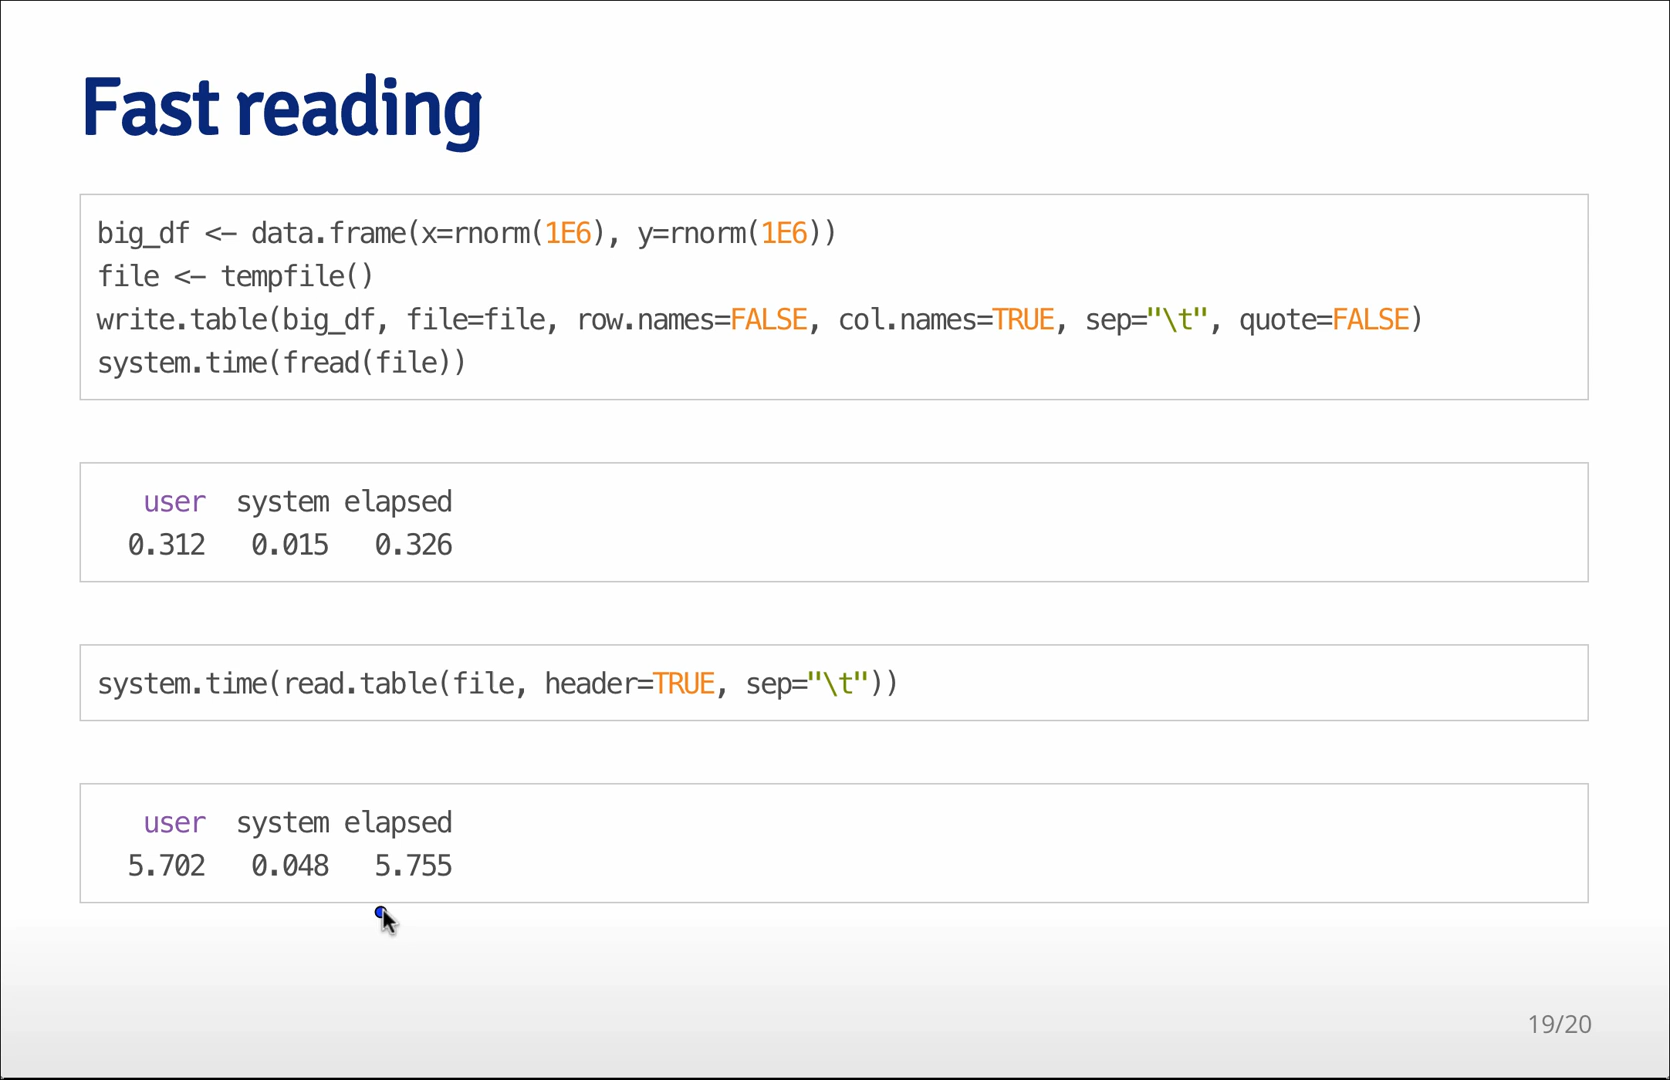 Fast reading
big_df <- data.frame(x=rnorm(1E6), y=rnorm(1E6))
file <- tempfile()
write.table(big_df, file=file, row.names=FALSE, col.names=TRUE, sep="\t", quote=FALSE)
system.time(fread(file))
user system elapsed
0.312 0.015 0.326
system.time(read.table(file, header=TRUE, sep="\t"))
user system elapsed
5.702 0.048 5.755
19/20